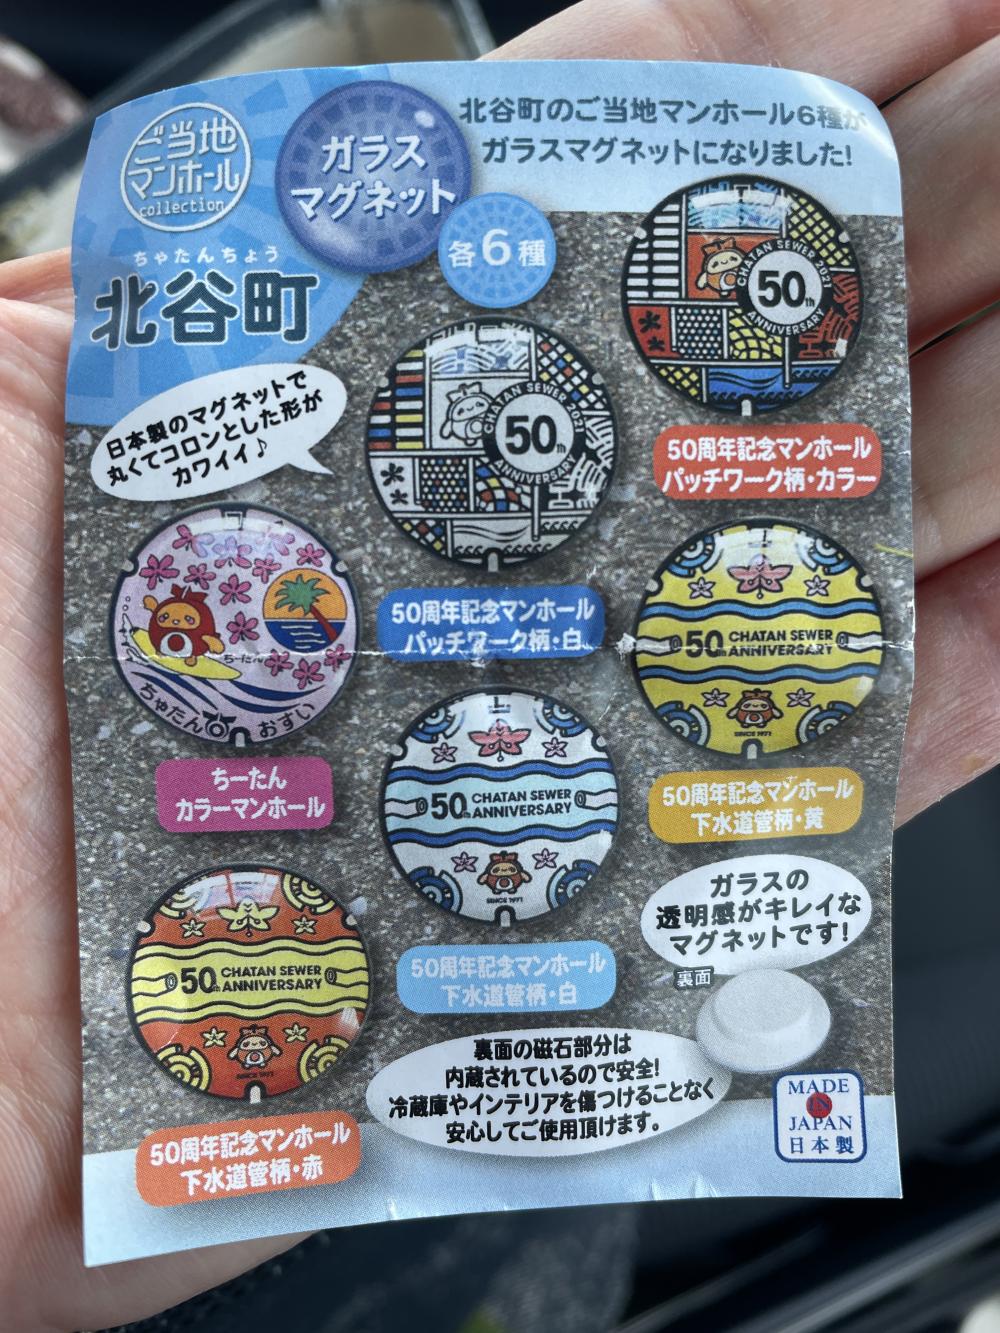 ご当地
マンホール
collection
ガラス
マグネット
北谷町のご当地マンホール6種が
ガラスマグネットになりました!
各6種
ちゃたんちょう
北谷町
日本製のマグネットで
丸くてコロンとした形が
カワイイ♪
CHATAN SEWER 2021
50th
ANNIVERSARY
50周年記念マンホール
パッチワーク柄・カラー
CHATAN SEWER 2021
50th
ANNIVERSARY
50周年記念マンホール
パッチワーク柄・白
ちーたん
ちゃたん おすい
ちーたん
カラーマンホール
50th CHATAN SEWER
ANNIVERSARY
SINCE 1971
50周年記念マンホール
下水道管柄・黄
50th CHATAN SEWER
ANNIVERSARY
SINCE 1971
50周年記念マンホール
下水道管柄・白
50th CHATAN SEWER
ANNIVERSARY
SINCE 1971
50周年記念マンホール
下水道管柄・赤
ガラスの
透明感がキレイな
マグネットです!
裏面
裏面の磁石部分は
内蔵されているので安全!
冷蔵庫やインテリアを傷つけることなく
安心してご使用頂けます。
MADE
IN
JAPAN
日本製